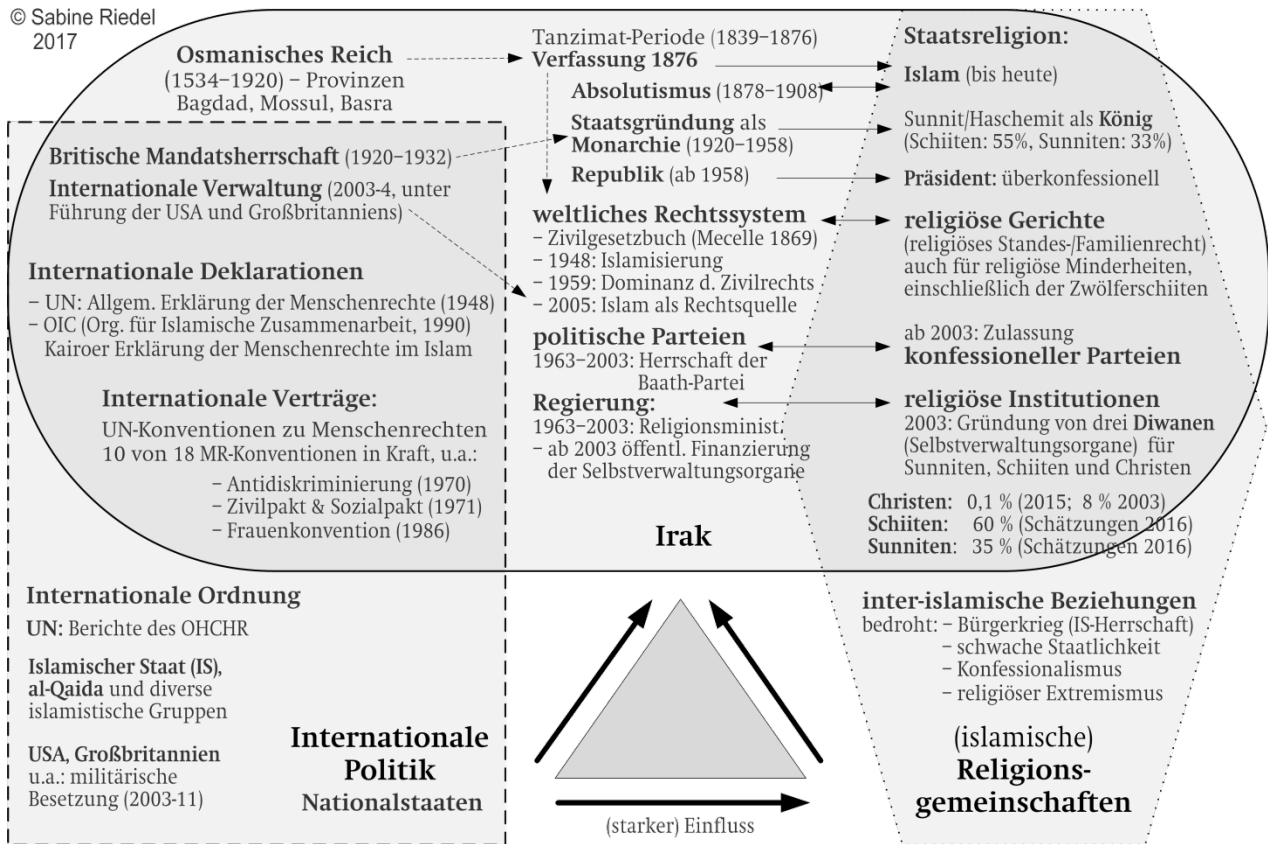 © Sabine Riedel
2017
Osmanisches Reich
(1534–1920) – Provinzen
Bagdad, Mossul, Basra
Britische Mandatsherrschaft (1920–1932)
Internationale Verwaltung (2003-4, unter
Führung der USA und Großbritanniens)
Internationale Deklarationen
– UN: Allgem. Erklärung der Menschenrechte (1948)
– OIC (Org. für Islamische Zusammenarbeit, 1990)
Kairoer Erklärung der Menschenrechte im Islam
Internationale Verträge:
UN-Konventionen zu Menschenrechten
10 von 18 MR-Konventionen in Kraft, u.a.:
– Antidiskriminierung (1970)
– Zivilpakt & Sozialpakt (1971)
– Frauenkonvention (1986)
Tanzimat-Periode (1839–1876)
Verfassung 1876
Absolutismus (1878–1908)
Staatsgründung als
Monarchie (1920–1958)
Republik (ab 1958)
weltliches Rechtssystem
– Zivilgesetzbuch (Mecelle 1869)
– 1948: Islamisierung
– 1959: Dominanz d. Zivilrechts
– 2005: Islam als Rechtsquelle
politische Parteien
1963–2003: Herrschaft der
Baath-Partei
Regierung:
1963–2003: Religionsminist.
– ab 2003 öffentl. Finanzierung
der Selbstverwaltungsorgane
Irak
Staatsreligion:
Islam (bis heute)
Sunnit/Haschemit als König
(Schiiten: 55%, Sunniten: 33%)
Präsident: überkonfessionell
religiöse Gerichte
(religiöses Standes-/Familienrecht)
auch für religiöse Minderheiten,
einschließlich der Zwölferschiiten
ab 2003: Zulassung
konfessioneller Parteien
religiöse Institutionen
2003: Gründung von drei Diwanen
(Selbstverwaltungsorgane) für
Sunniten, Schiiten und Christen
Christen: 0,1 % (2015; 8 % 2003)
Schiiten: 60 % (Schätzungen 2016)
Sunniten: 35 % (Schätzungen 2016)
Internationale Ordnung
UN: Berichte des OHCHR
Islamischer Staat (IS),
al-Qaida und diverse
islamistische Gruppen
USA, Großbritannien
u.a.: militärische
Besetzung (2003-11)
Internationale
Politik
Nationalstaaten
(starker) Einfluss
inter-islamische Beziehungen
bedroht: – Bürgerkrieg (IS-Herrschaft)
– schwache Staatlichkeit
– Konfessionalismus
– religiöser Extremismus
(islamische)
Religions-
gemeinschaften